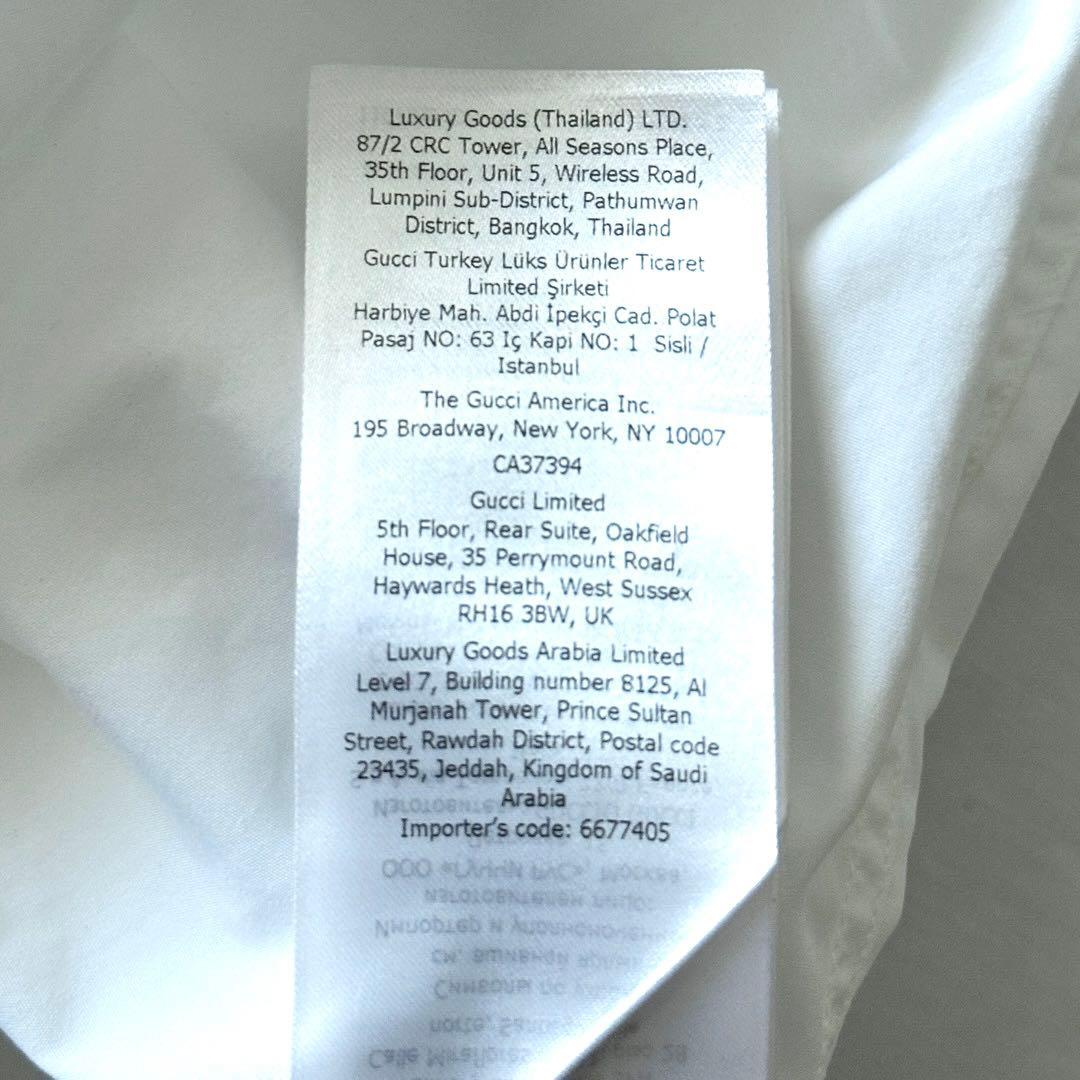 Luxury Goods (Thailand) LTD.
87/2 CRC Tower, All Seasons Place,
35th Floor, Unit 5, Wireless Road,
Lumpini Sub-District, Pathumwan
District, Bangkok, Thailand
Gucci Turkey Lüks Ürünler Ticaret
Limited Şirketi
Harbiye Mah. Abdi İpekçi Cad. Polat
Pasaj NO: 63 Iç Kapi NO: 1 Sisli /
Istanbul
The Gucci America Inc.
195 Broadway, New York, NY 10007
CA37394
Gucci Limited
5th Floor, Rear Suite, Oakfield
House, 35 Perrymount Road,
Haywards Heath, West Sussex
RH16 3BW, UK
Luxury Goods Arabia Limited
Level 7, Building number 8125, Al
Murjanah Tower, Prince Sultan
Street, Rawdah District, Postal code
23435, Jeddah, Kingdom of Saudi
Arabia
Importer's code: 6677405